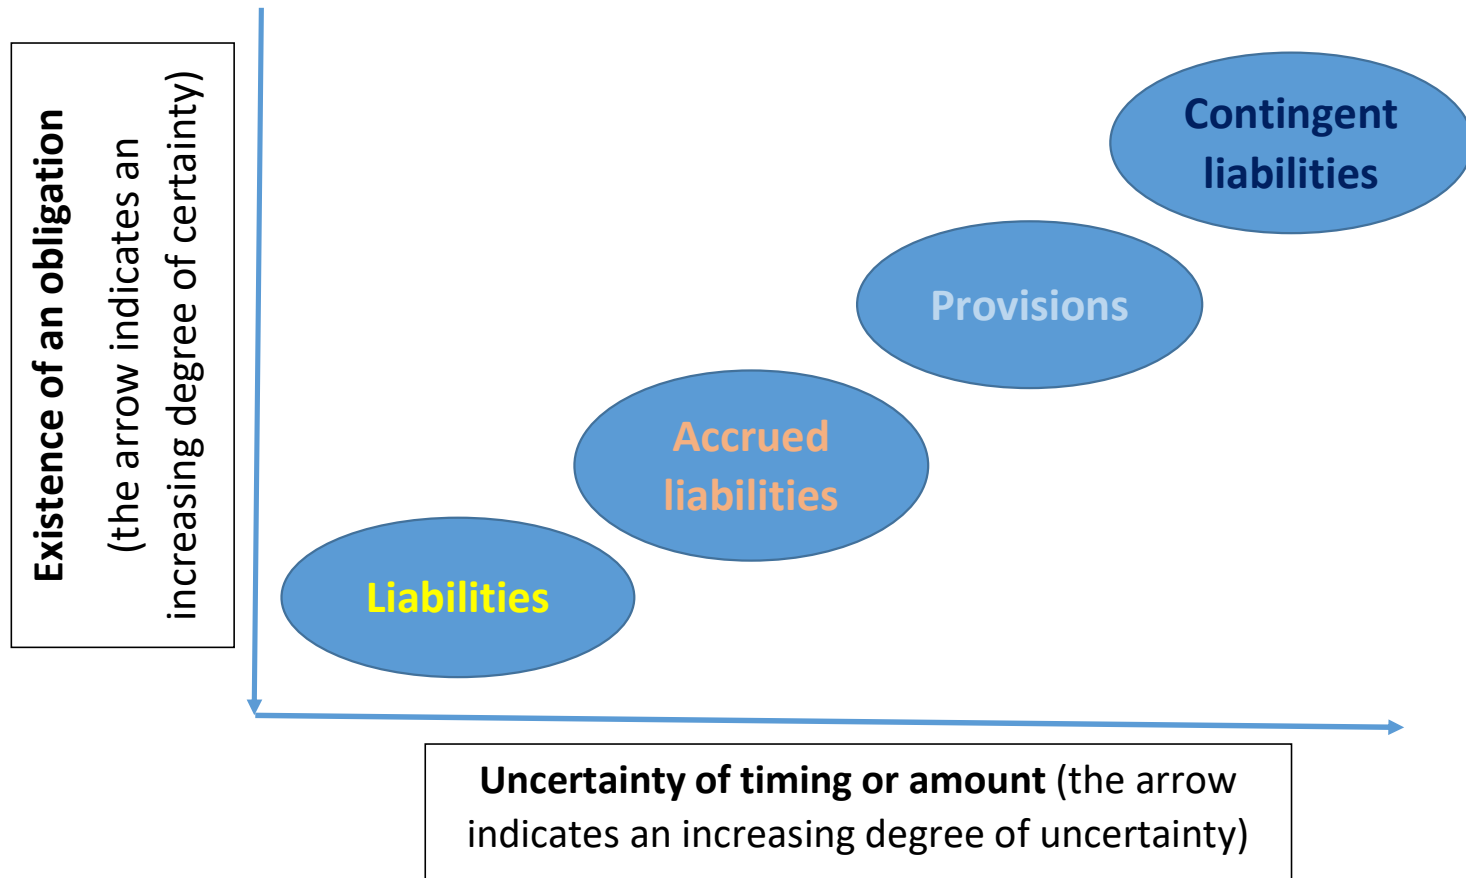 Existence of an obligation
(the arrow indicates an
increasing degree of certainty)
Contingent
liabilities
Provisions
Accrued
liabilities
Liabilities
Uncertainty of timing or amount (the arrow
indicates an increasing degree of uncertainty)